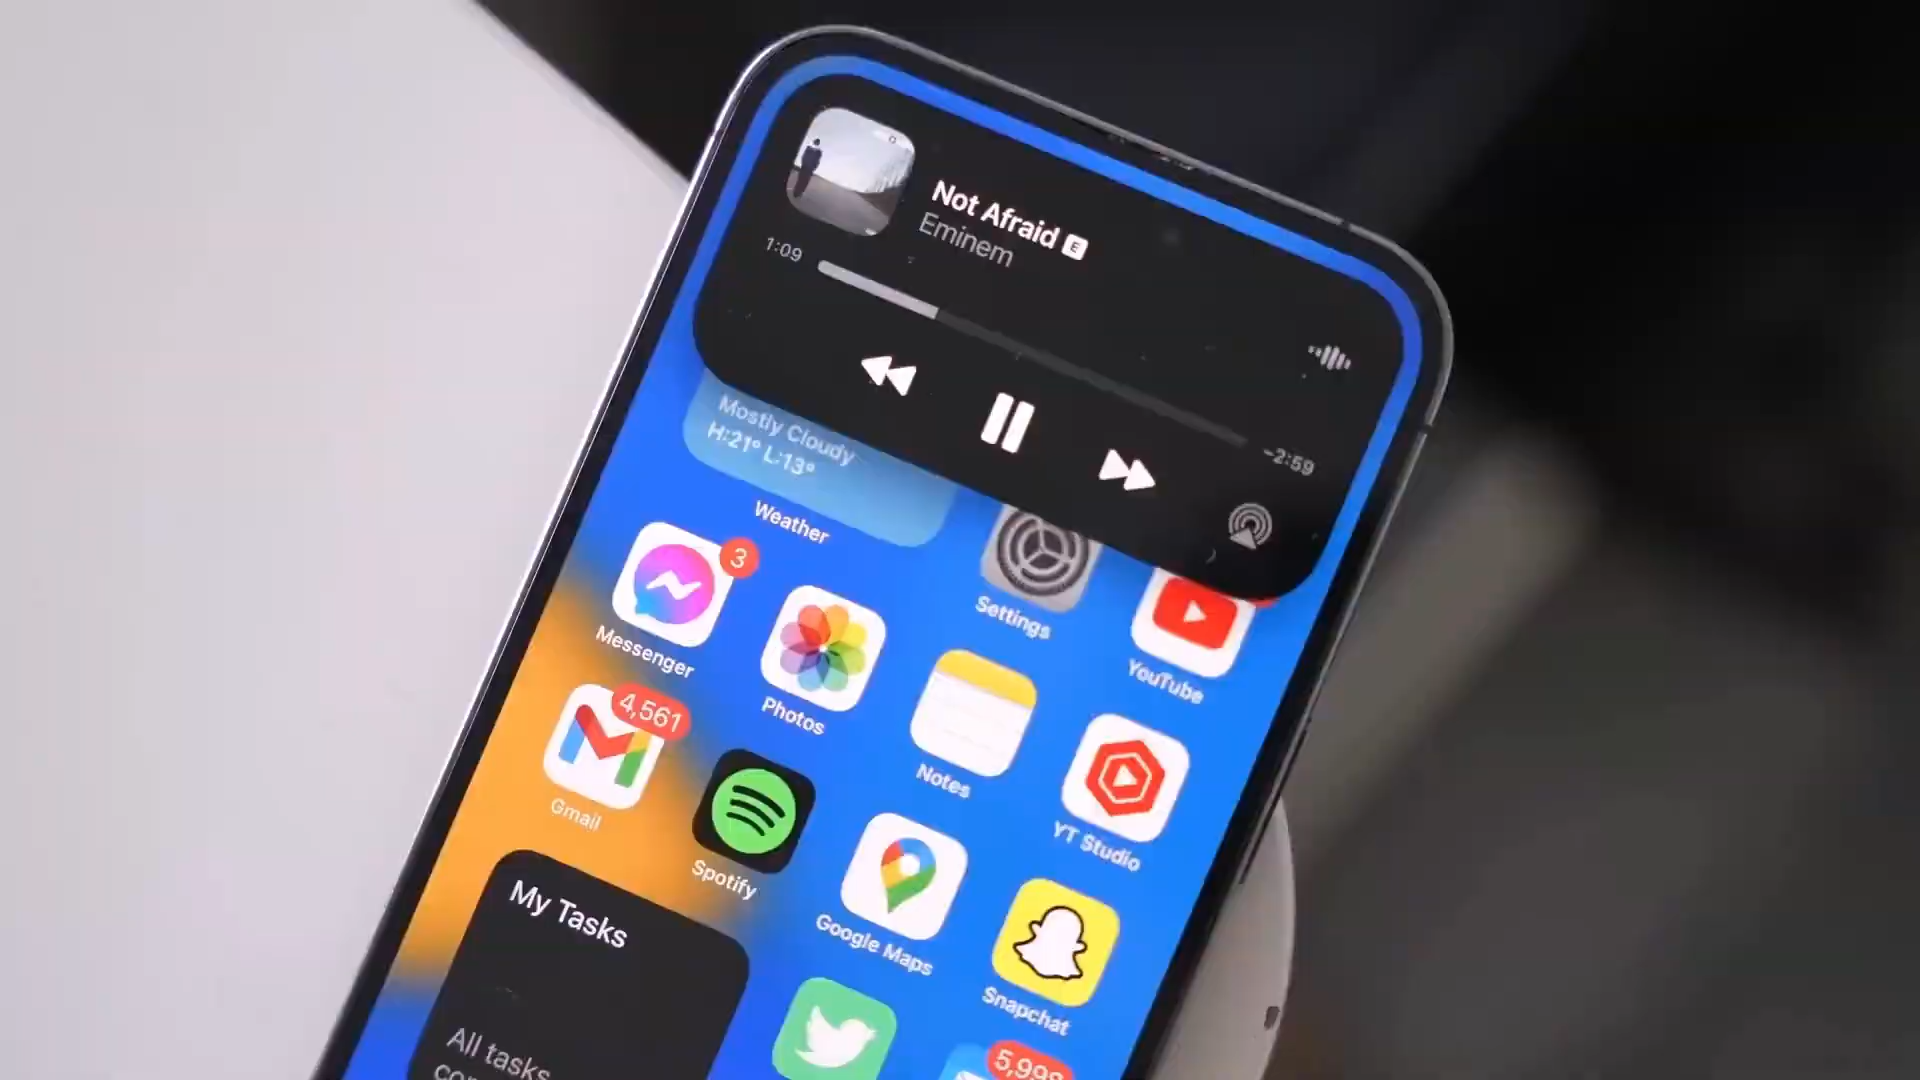 Not Afraid E
Eminem
1:09
-2:59
Mostly Cloudy
H:21° L:13°
Weather
Settings
YouTube
3
Messenger
Photos
Notes
YT Studio
4,561
Gmail
Spotify
Google Maps
Snapchat
My Tasks
All tasks
5,998